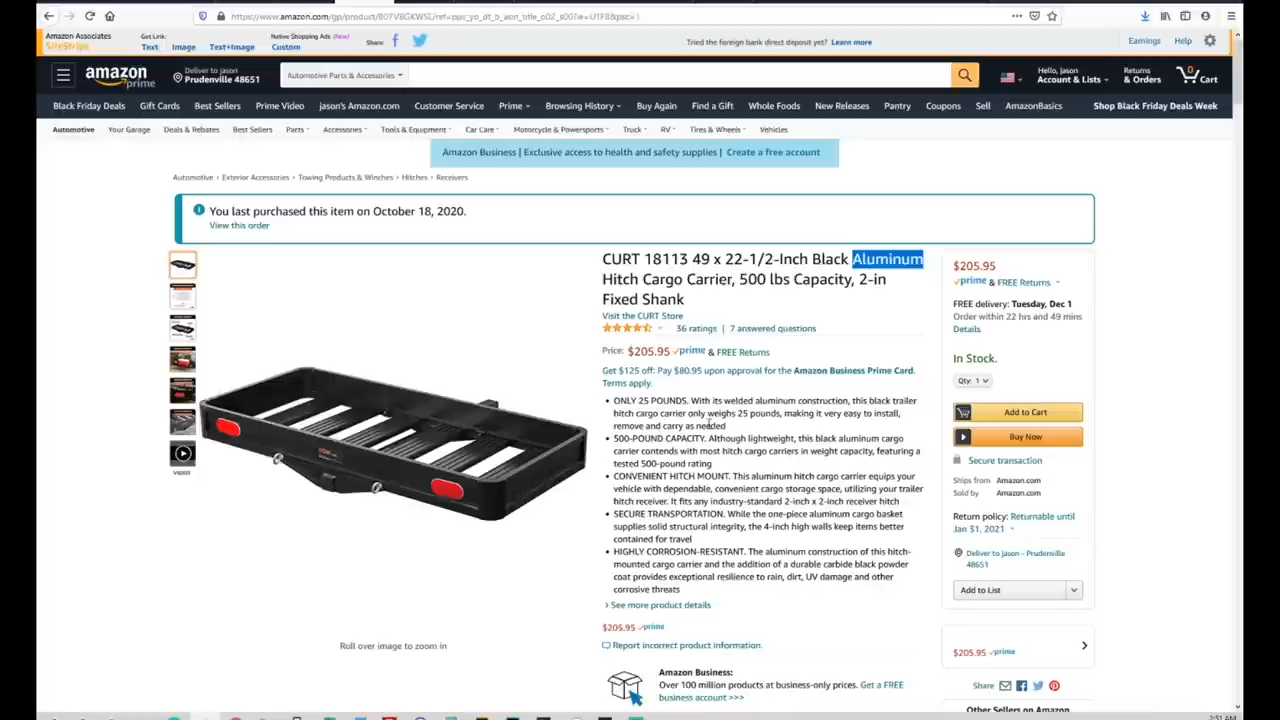 Amazon Associates
SiteStripe
Get Link:
Text Image Text+Image
Native Shopping Ads (New)
Custom
Share:
Tried the foreign bank direct deposit yet? Learn more
Earnings Help
amazon
prime
Deliver to jason
Prudenville 48651
Automotive Parts & Accessories
Hello, jason
Account & Lists
Returns
& Orders
Cart
Black Friday Deals Gift Cards Best Sellers Prime Video jason's Amazon.com Customer Service Prime Browsing History Buy Again Find a Gift Whole Foods New Releases Pantry Coupons Sell AmazonBasics Shop Black Friday Deals Week
Automotive Your Garage Deals & Rebates Best Sellers Parts Accessories Tools & Equipment Car Care Motorcycle & Powersports Truck RV Tires & Wheels Vehicles
Amazon Business | Exclusive access to health and safety supplies | Create a free account
Automotive › Exterior Accessories › Towing Products & Winches › Hitches › Receivers
You last purchased this item on October 18, 2020.
View this order
CURT 18113 49 x 22-1/2-Inch Black Aluminum
Hitch Cargo Carrier, 500 lbs Capacity, 2-in
Fixed Shank
Visit the CURT Store
36 ratings | 7 answered questions
Price: $205.95 prime & FREE Returns
Get $125 off: Pay $80.95 upon approval for the Amazon Business Prime Card.
Terms apply.
• ONLY 25 POUNDS. With its welded aluminum construction, this black trailer
hitch cargo carrier only weighs 25 pounds, making it very easy to install,
remove and carry as needed
• 500-POUND CAPACITY. Although lightweight, this black aluminum cargo
carrier contends with most hitch cargo carriers in weight capacity, featuring a
tested 500-pound rating
• CONVENIENT HITCH MOUNT. This aluminum hitch cargo carrier equips your
vehicle with dependable, convenient cargo storage space, utilizing your trailer
hitch receiver. It fits any industry-standard 2-inch x 2-inch receiver hitch
• SECURE TRANSPORTATION. While the one-piece aluminum cargo basket
supplies solid structural integrity, the 4-inch high walls keep items better
contained for travel
• HIGHLY CORROSION-RESISTANT. The aluminum construction of this hitch-
mounted cargo carrier and the addition of a durable carbide black powder
coat provides exceptional resilience to rain, dirt, UV damage and other
corrosive threats
› See more product details
$205.95 prime
Report incorrect product information.
Amazon Business:
Over 100 million products at business-only prices. Get a FREE
business account >>>
VIDEO
Roll over image to zoom in
$205.95
prime & FREE Returns
FREE delivery: Tuesday, Dec 1
Order within 22 hrs and 49 mins
Details
In Stock.
Qty: 1
Add to Cart
Buy Now
Secure transaction
Ships from Amazon.com
Sold by Amazon.com
Return policy: Returnable until
Jan 31, 2021
Deliver to jason - Prudenville
48651
Add to List
$205.95 prime
Share
Other Sellers on Amazon
2:51 AM